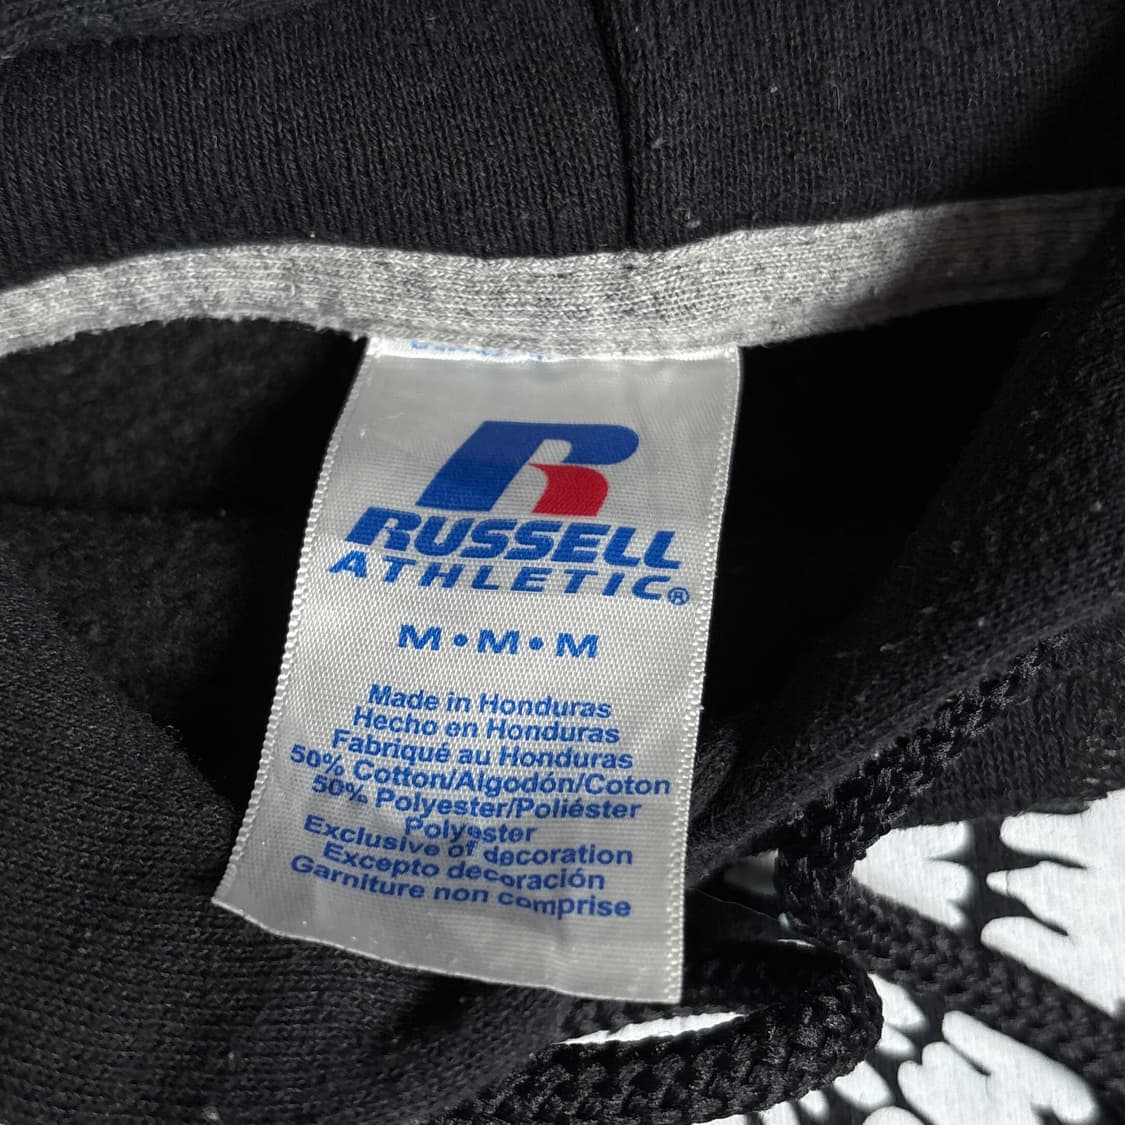 RUSSELL
ATHLETIC®
M•M•M
Made in Honduras
Hecho en Honduras
Fabriqué au Honduras
50% Cotton/Algodón/Coton
50% Polyester/Poliéster
Polyester
Exclusive of decoration
Excepto decoración
Garniture non comprise